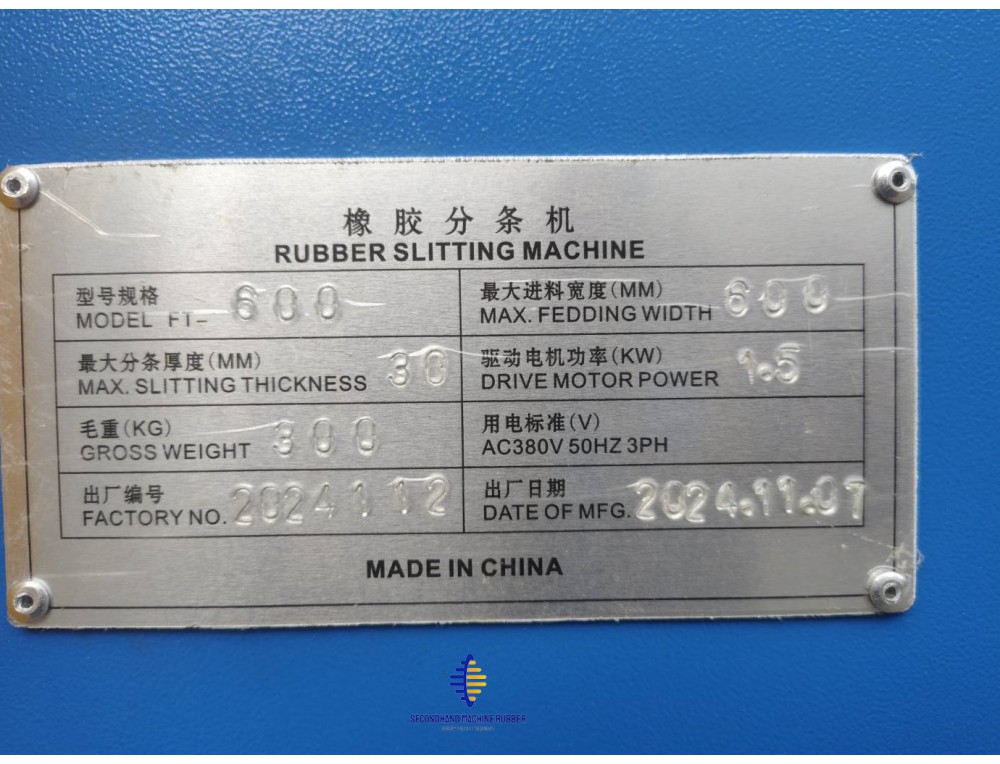 橡胶分条机
RUBBER SLITTING MACHINE
型号规格
MODEL FT- 600
最大进料宽度(MM)
MAX. FEDDING WIDTH 600
最大分条厚度(MM)
MAX. SLITTING THICKNESS 30
驱动电机功率(KW)
DRIVE MOTOR POWER 1.5
毛重(KG)
GROSS WEIGHT 300
用电标准(V)
AC380V 50HZ 3PH
出厂编号
FACTORY NO. 2024112
出厂日期
DATE OF MFG. 2024.11.07
MADE IN CHINA
SECONDHAND MACHINE RUBBER